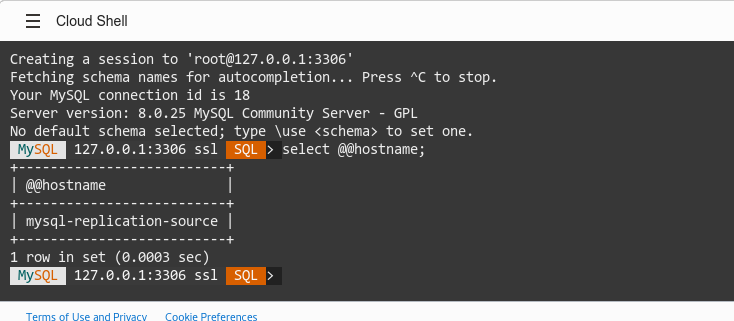 Cloud Shell
Creating a session to 'root@127.0.0.1:3306'
Fetching schema names for autocompletion... Press ^C to stop.
Your MySQL connection id is 18
Server version: 8.0.25 MySQL Community Server - GPL
No default schema selected; type \use <schema> to set one.
MySQL 127.0.0.1:3306 ssl SQL > select @@hostname;
+--------------------------+
| @@hostname               |
+--------------------------+
| mysql-replication-source |
+--------------------------+
1 row in set (0.0003 sec)
MySQL 127.0.0.1:3306 ssl SQL >
Terms of Use and Privacy Cookie Preferences